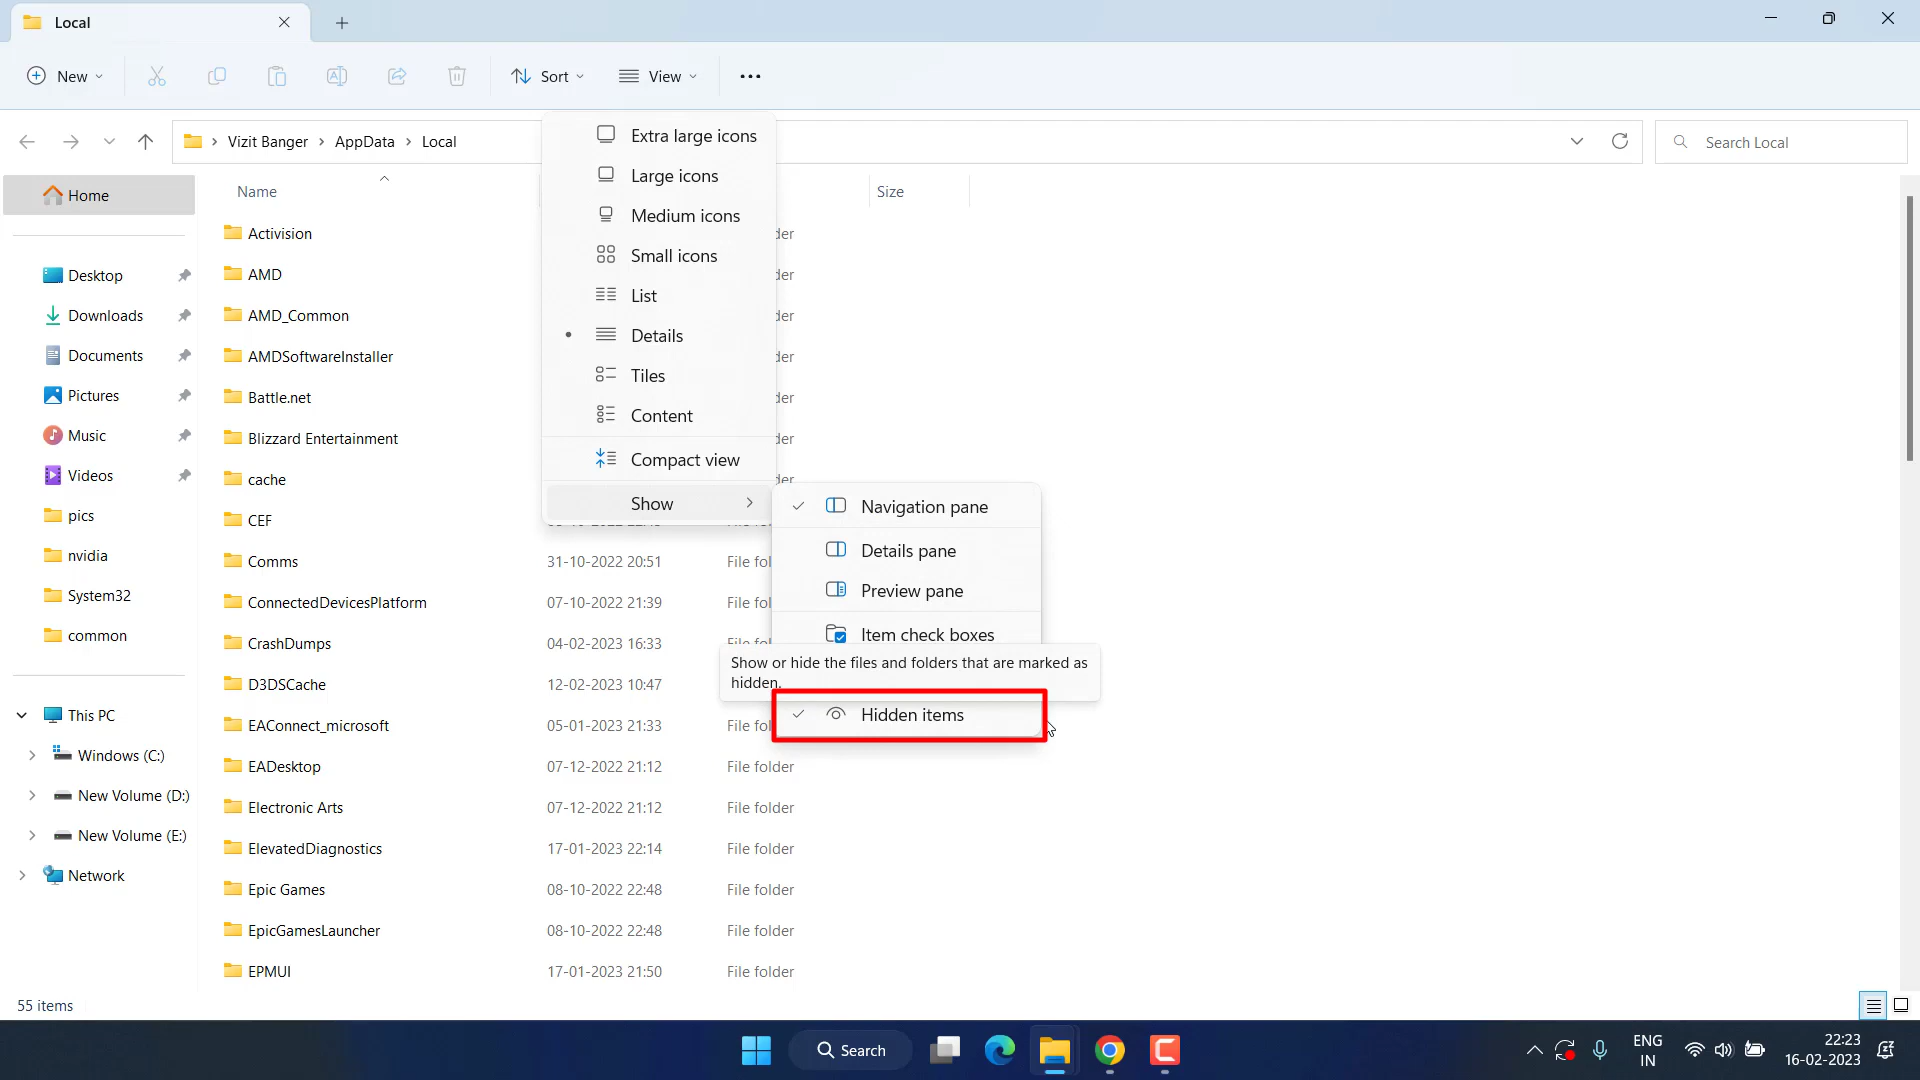 Local
New
Sort
View
Vizit Banger
AppData
Local
Search Local
Home
Desktop
Downloads
Documents
Pictures
Music
Videos
pics
nvidia
System32
common
This PC
Windows (C:)
New Volume (D:)
New Volume (E:)
Network
Name
Size
Activision
der
AMD
der
AMD_Common
der
AMDSoftwareInstaller
der
Battle.net
der
Blizzard Entertainment
der
cache
der
CEF
Comms 31-10-2022 20:51 File fol
ConnectedDevicesPlatform 07-10-2022 21:39 File fol
CrashDumps 04-02-2023 16:33 File fol
D3DSCache 12-02-2023 10:47
EAConnect_microsoft 05-01-2023 21:33 File fol
EADesktop 07-12-2022 21:12 File folder
Electronic Arts 07-12-2022 21:12 File folder
ElevatedDiagnostics 17-01-2023 22:14 File folder
Epic Games 08-10-2022 22:48 File folder
EpicGamesLauncher 08-10-2022 22:48 File folder
EPMUI 17-01-2023 21:50 File folder
Extra large icons
Large icons
Medium icons
Small icons
List
Details
Tiles
Content
Compact view
Show
Navigation pane
Details pane
Preview pane
Item check boxes
Show or hide the files and folders that are marked as
hidden.
Hidden items
55 items
Search
ENG
IN
22:23
16-02-2023